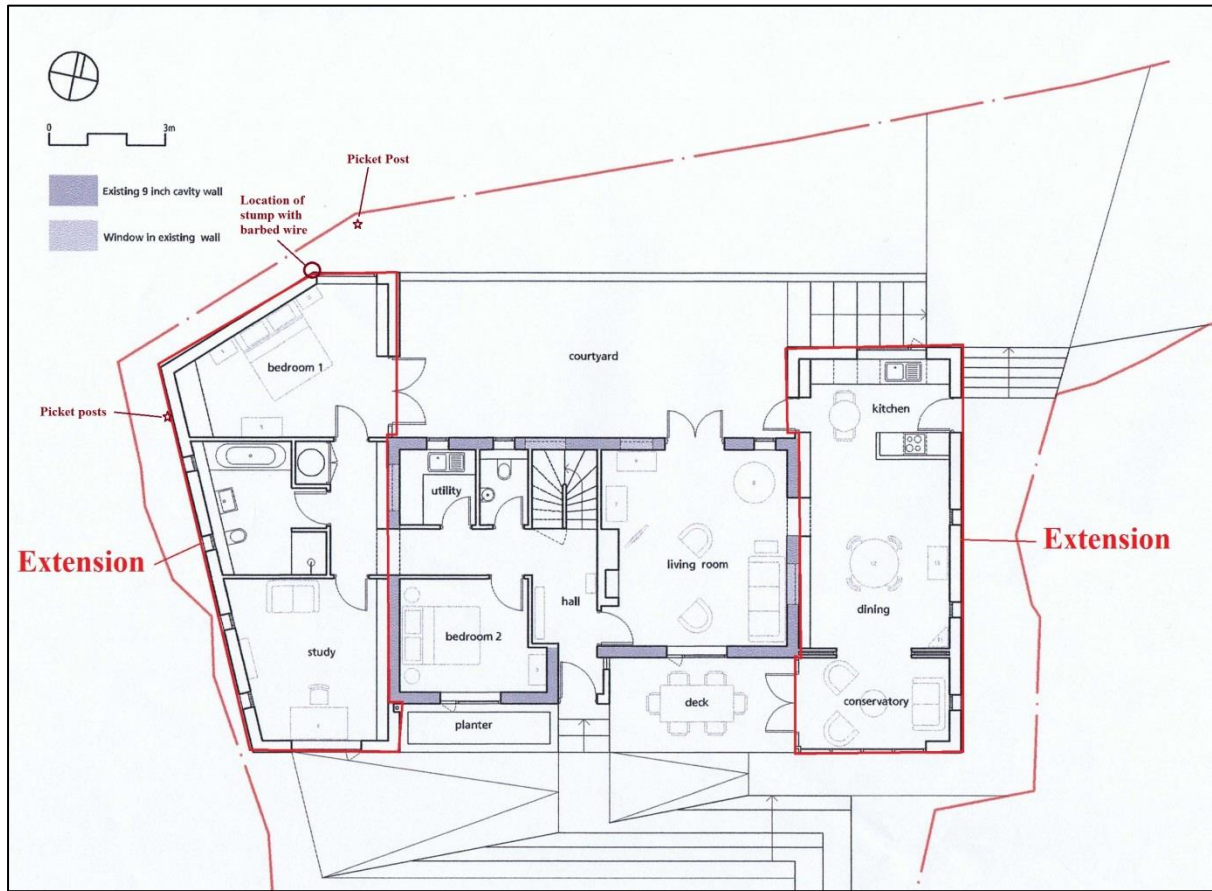 0
3m
Existing 9 inch cavity wall
Window in existing wall
Picket Post
Location of
stump with
barbed wire
bedroom 1
courtyard
kitchen
Picket posts
utility
Extension
Extension
living room
hall
dining
bedroom 2
study
deck
conservatory
planter